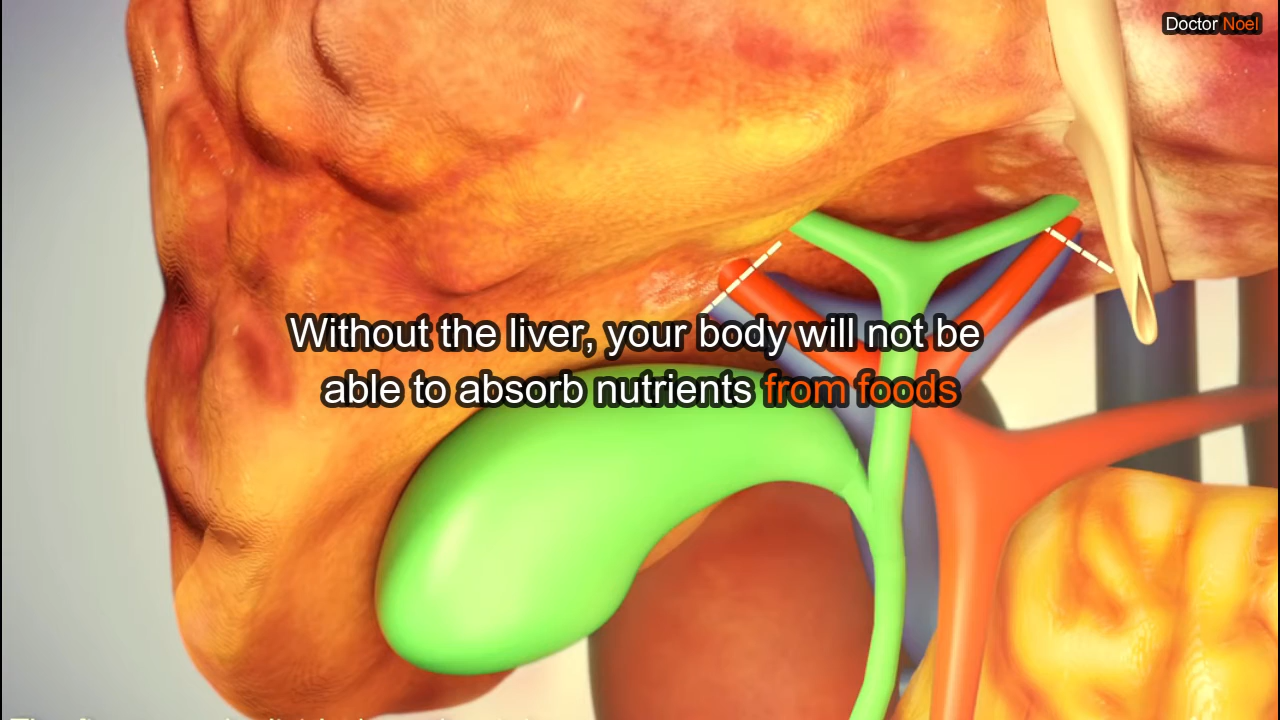 Doctor Noel
Without the liver, your body will not be
able to absorb nutrients from foods